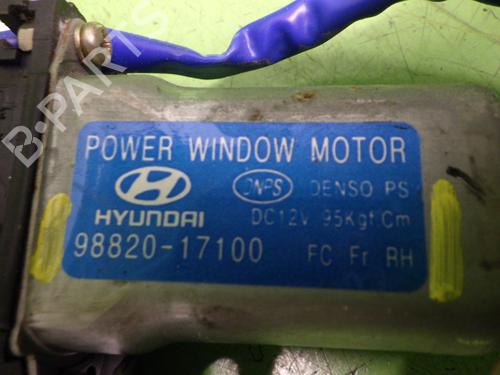 POWER WINDOW MOTOR
DNPS DENSO PS
HYUNDAI
DC12V 95Kgf.Cm
98820-17100
FC Fr RH
B-PARTS